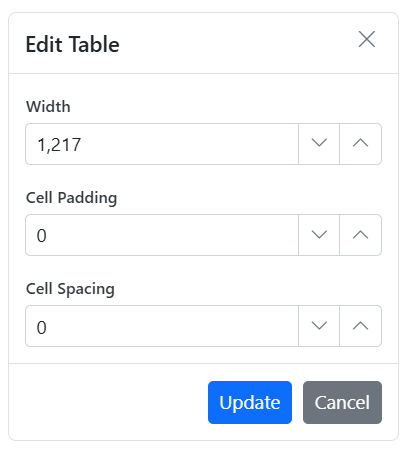 Edit Table
Width
1,217
Cell Padding
0
Cell Spacing
0
Update Cancel